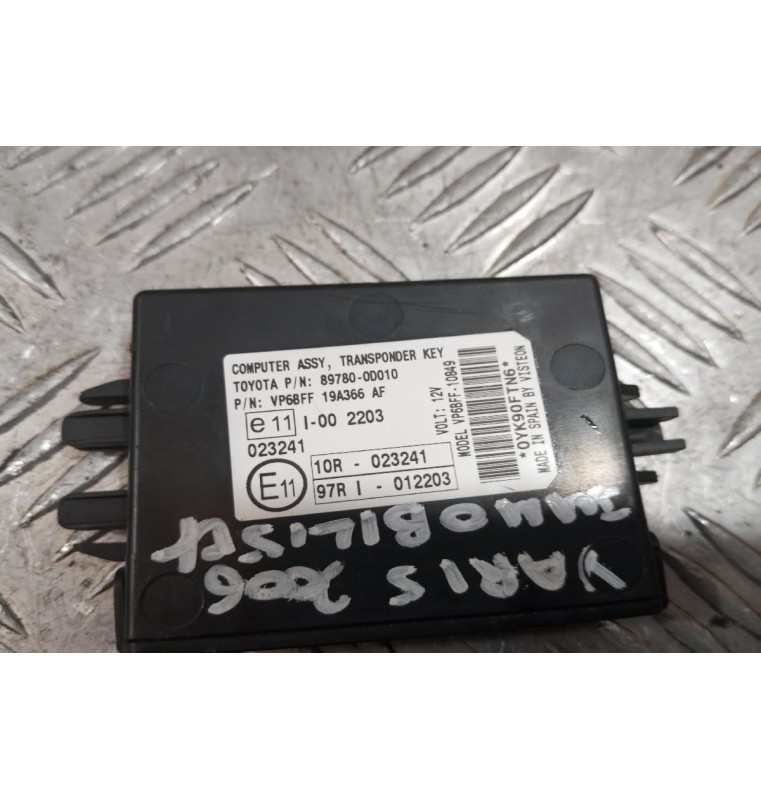 COMPUTER ASSY, TRANSPONDER KEY
TOYOTA P/N: 89780-0D010
P/N: VP6BFF 19A366 AF
e 11 I-00 2203
023241
E11
10R - 023241
97R I - 012203
VOLT: 12V
MODEL VP6BFF-10849
*0YK90FTN6*
MADE IN SPAIN BY VISTEON
YARIS 2006
IMMOBILISER